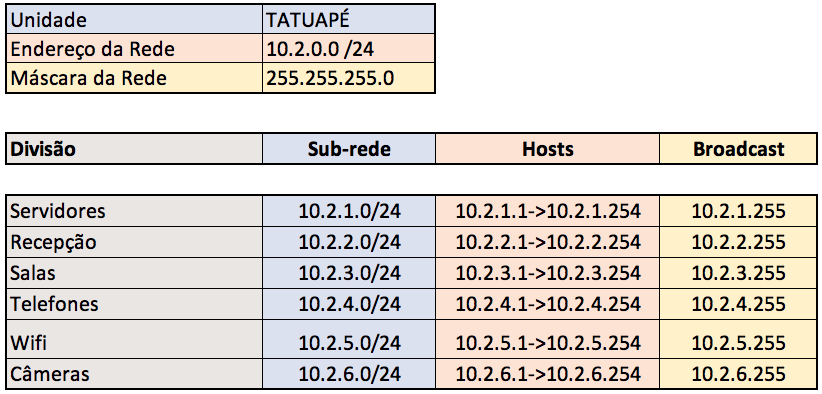 Unidade TATUAPÉ
Endereço da Rede 10.2.0.0 /24
Máscara da Rede 255.255.255.0
Divisão Sub-rede Hosts Broadcast
Servidores 10.2.1.0/24 10.2.1.1->10.2.1.254 10.2.1.255
Recepção 10.2.2.0/24 10.2.2.1->10.2.2.254 10.2.2.255
Salas 10.2.3.0/24 10.2.3.1->10.2.3.254 10.2.3.255
Telefones 10.2.4.0/24 10.2.4.1->10.2.4.254 10.2.4.255
Wifi 10.2.5.0/24 10.2.5.1->10.2.5.254 10.2.5.255
Câmeras 10.2.6.0/24 10.2.6.1->10.2.6.254 10.2.6.255